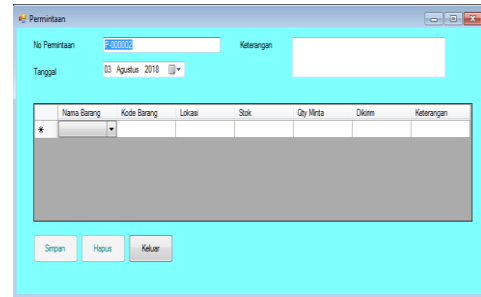 Permintaan
No Permintaan P-000002 Keterangan
Tanggal 03 Agustus 2018
Nama Barang Kode Barang Lokasi Stok Qty Minta Dikirim Keterangan
Simpan Hapus Keluar